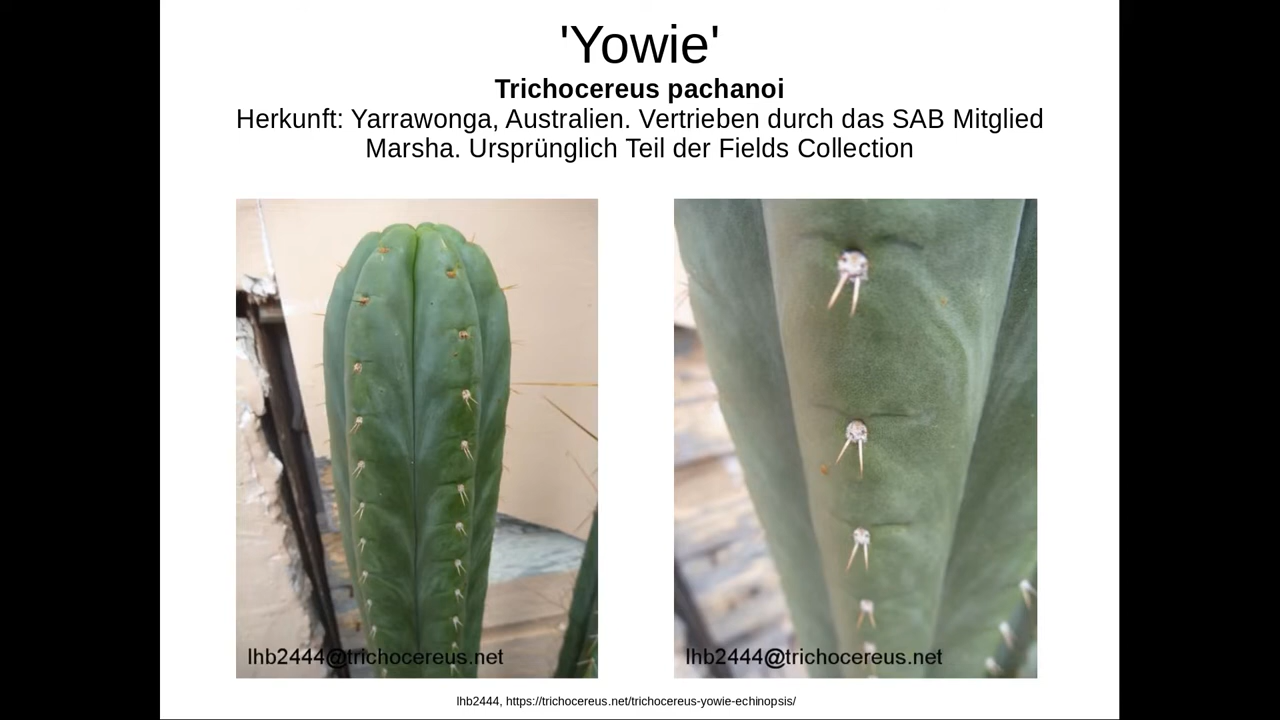 'Yowie'
Trichocereus pachanoi
Herkunft: Yarrawonga, Australien. Vertrieben durch das SAB Mitglied
Marsha. Ursprünglich Teil der Fields Collection
lhb2444@trichocereus.net
lhb2444@trichocereus.net
lhb2444, https://trichocereus.net/trichocereus-yowie-echinopsis/